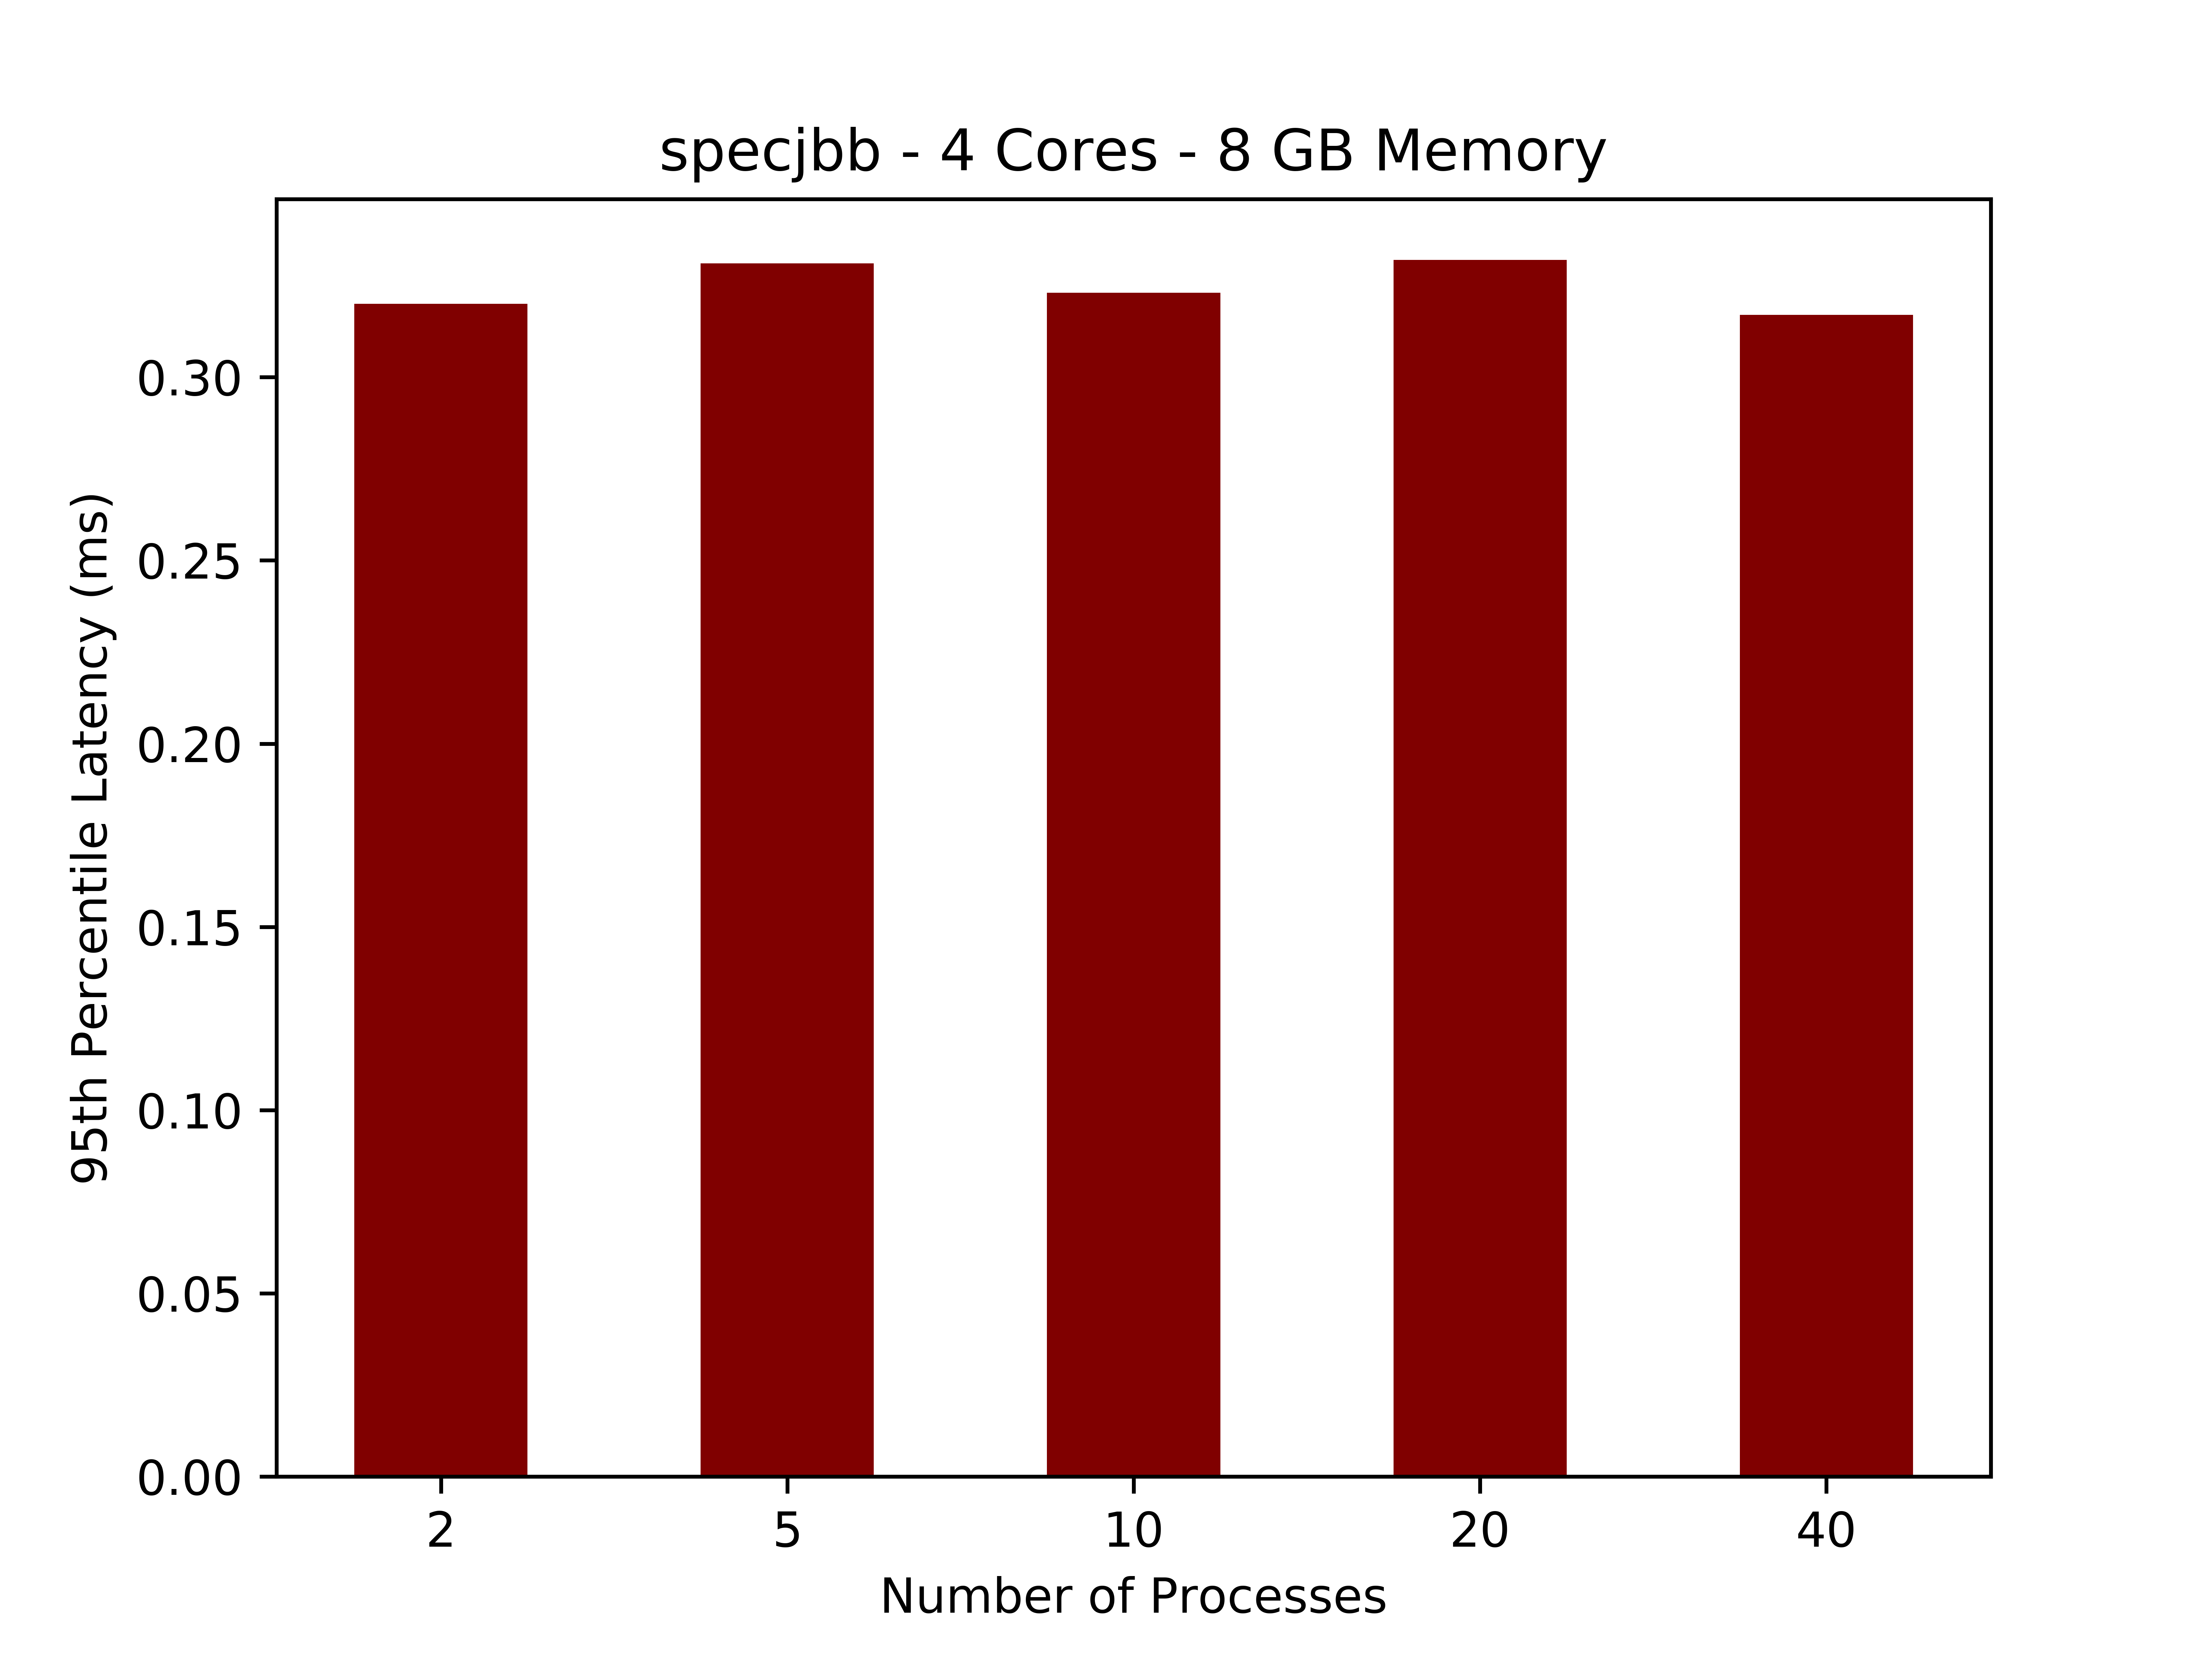 specjbb - 4 Cores - 8 GB Memory
95th Percentile Latency (ms)
0.30
0.25
0.20
0.15
0.10
0.05
0.00
2 5 10 20 40
Number of Processes